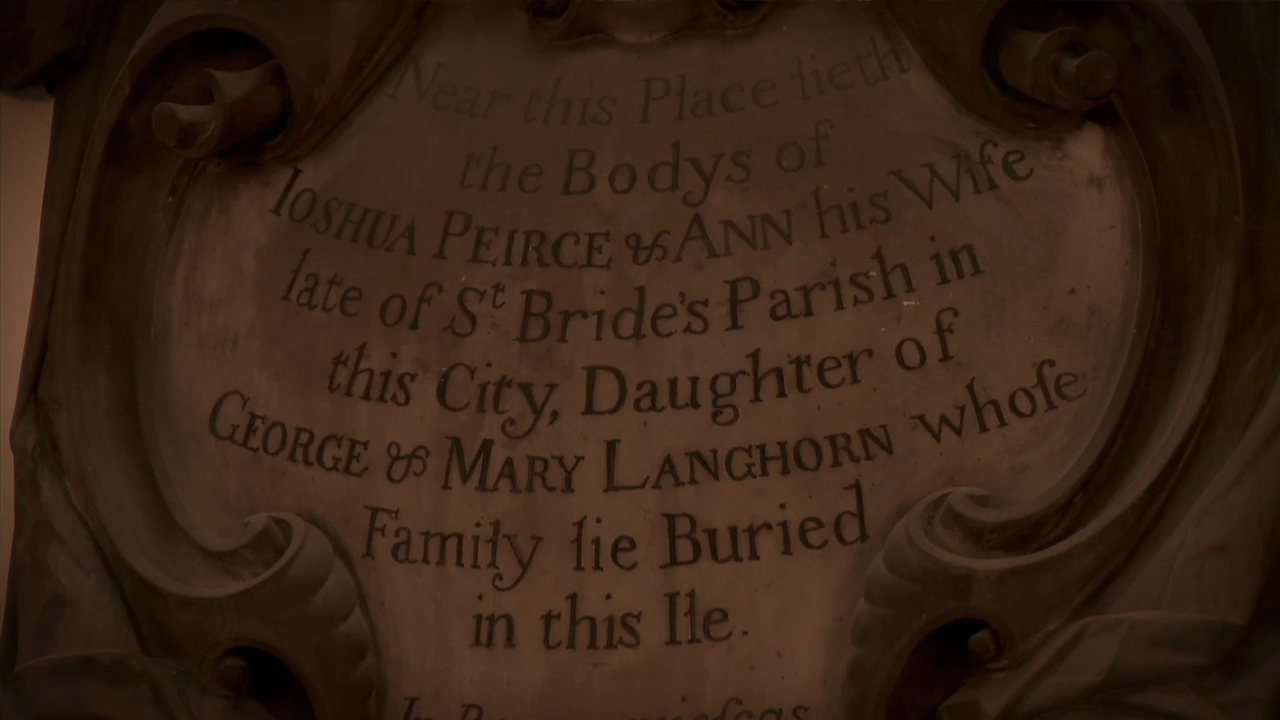 Near this Place lieth
the Bodys of
IOSHUA PEIRCE & ANN his Wife
late of St Bride's Parish in
this City, Daughter of
GEORGE & MARY LANGHORN whoſe
Family lie Buried
in this Ile.
In